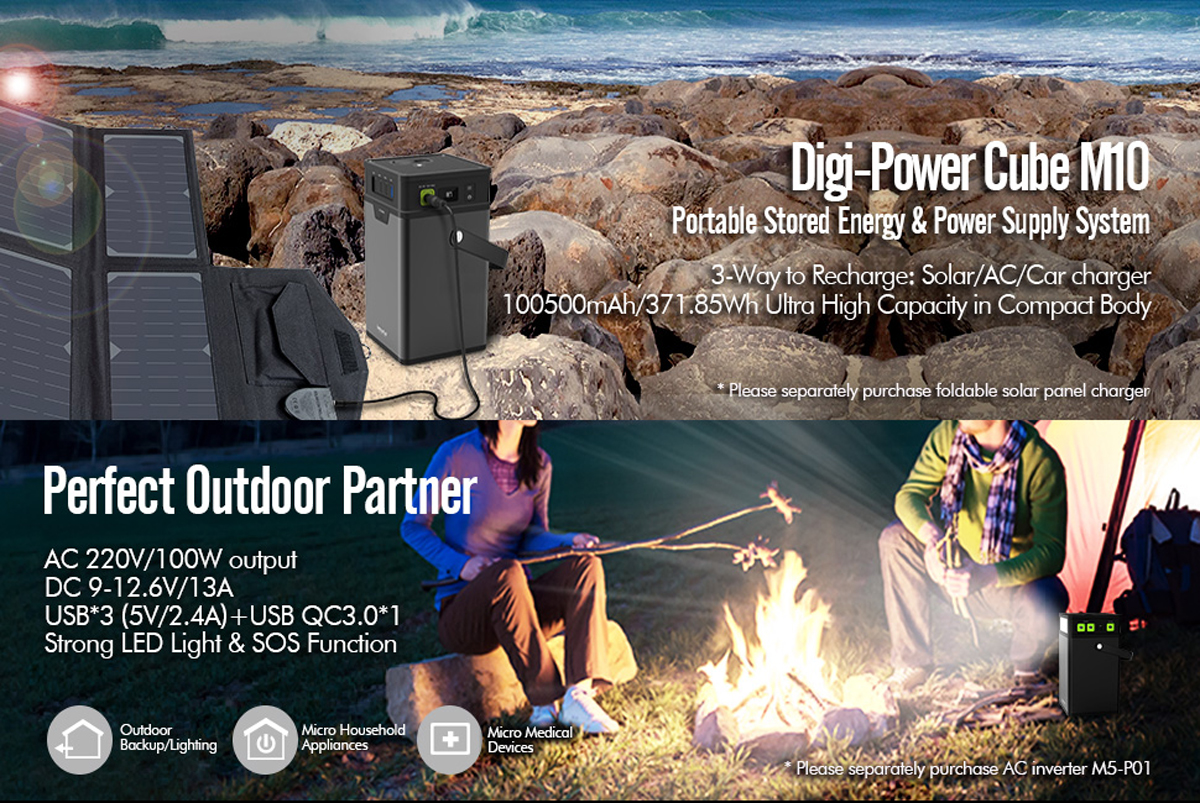 Digi-Power Cube M10
Portable Stored Energy & Power Supply System
3-Way to Recharge: Solar/AC/Car charger
100500mAh/371.85Wh Ultra High Capacity in Compact Body
* Please separately purchase foldable solar panel charger
Perfect Outdoor Partner
AC 220V/100W output
DC 9-12.6V/13A
USB*3 (5V/2.4A)+USB QC3.0*1
Strong LED Light & SOS Function
Outdoor
Backup/Lighting
Micro Household
Appliances
Micro Medical
Devices
* Please separately purchase AC inverter M5-P01